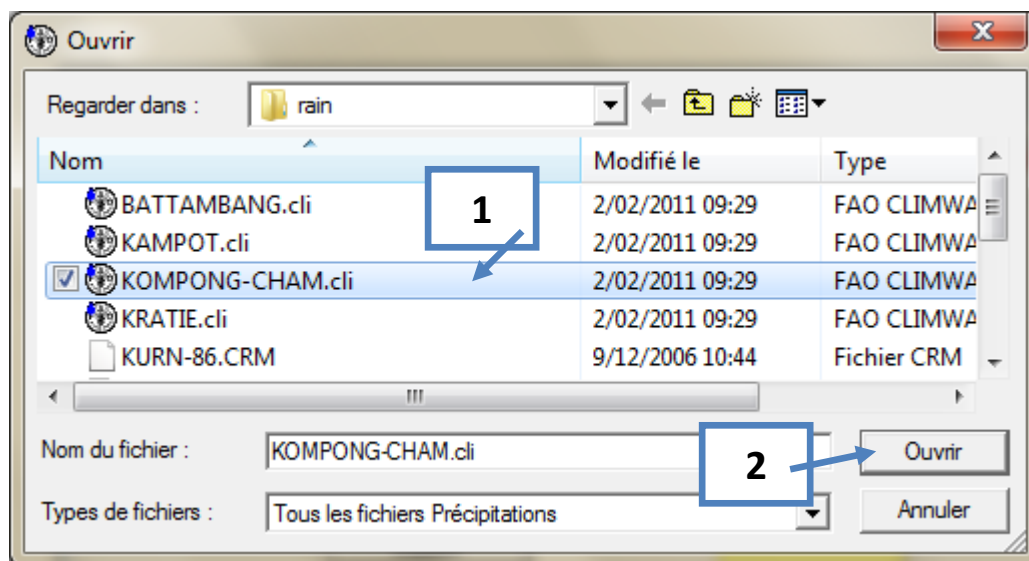 Ouvrir
Regarder dans : rain
Nom Modifié le Type
1
BATTAMBANG.cli 2/02/2011 09:29 FAO CLIMWA
KAMPOT.cli 2/02/2011 09:29 FAO CLIMWA
KOMPONG-CHAM.cli 2/02/2011 09:29 FAO CLIMWA
KRATIE.cli 2/02/2011 09:29 FAO CLIMWA
KURN-86.CRM 9/12/2006 10:44 Fichier CRM
Nom du fichier : KOMPONG-CHAM.cli 2 Ouvrir
Types de fichiers : Tous les fichiers Précipitations Annuler